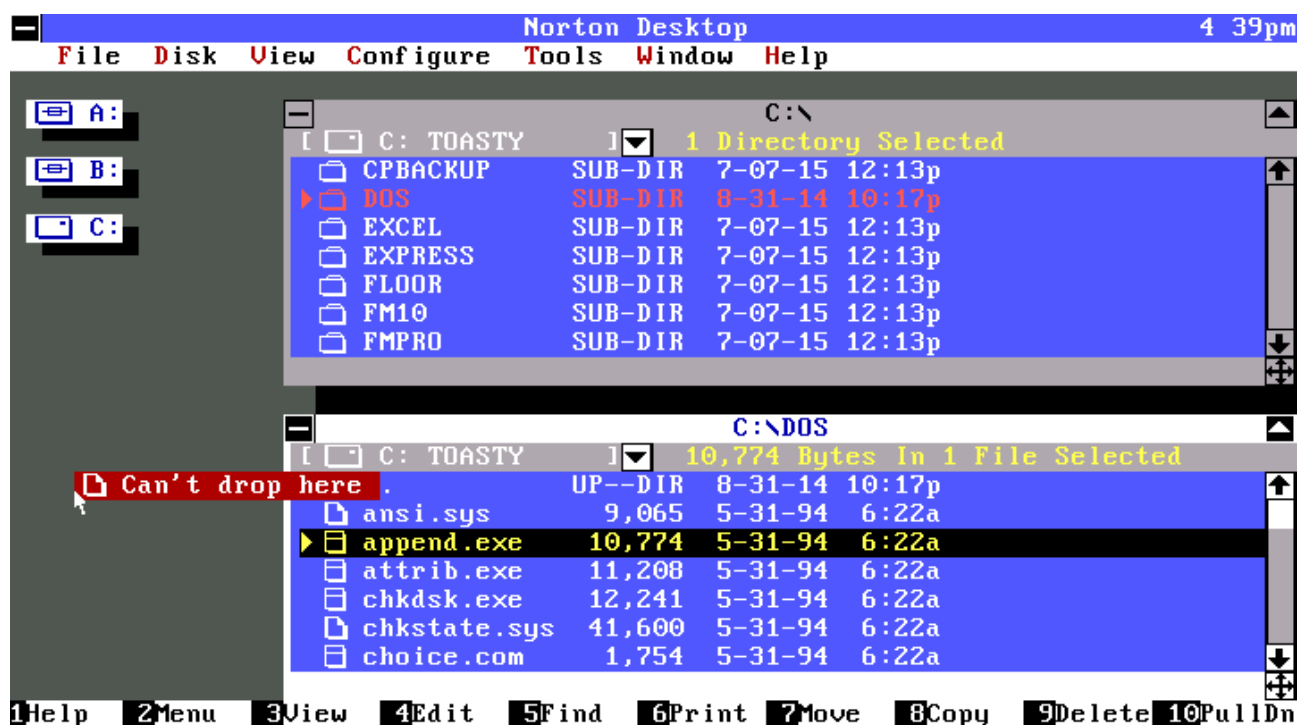 Norton Desktop 4 39pm
File Disk View Configure Tools Window Help
A:
B:
C:
C:\
[ C: TOASTY ] 1 Directory Selected
CPBACKUP SUB-DIR 7-07-15 12:13p
DOS SUB-DIR 8-31-14 10:17p
EXCEL SUB-DIR 7-07-15 12:13p
EXPRESS SUB-DIR 7-07-15 12:13p
FLOOR SUB-DIR 7-07-15 12:13p
FM10 SUB-DIR 7-07-15 12:13p
FMPRO SUB-DIR 7-07-15 12:13p
C:\DOS
[ C: TOASTY ] 10,774 Bytes In 1 File Selected
Can't drop here . UP--DIR 8-31-14 10:17p
ansi.sys 9,065 5-31-94 6:22a
append.exe 10,774 5-31-94 6:22a
attrib.exe 11,208 5-31-94 6:22a
chkdsk.exe 12,241 5-31-94 6:22a
chkstate.sys 41,600 5-31-94 6:22a
choice.com 1,754 5-31-94 6:22a
1Help 2Menu 3View 4Edit 5Find 6Print 7Move 8Copy 9Delete 10PullDn